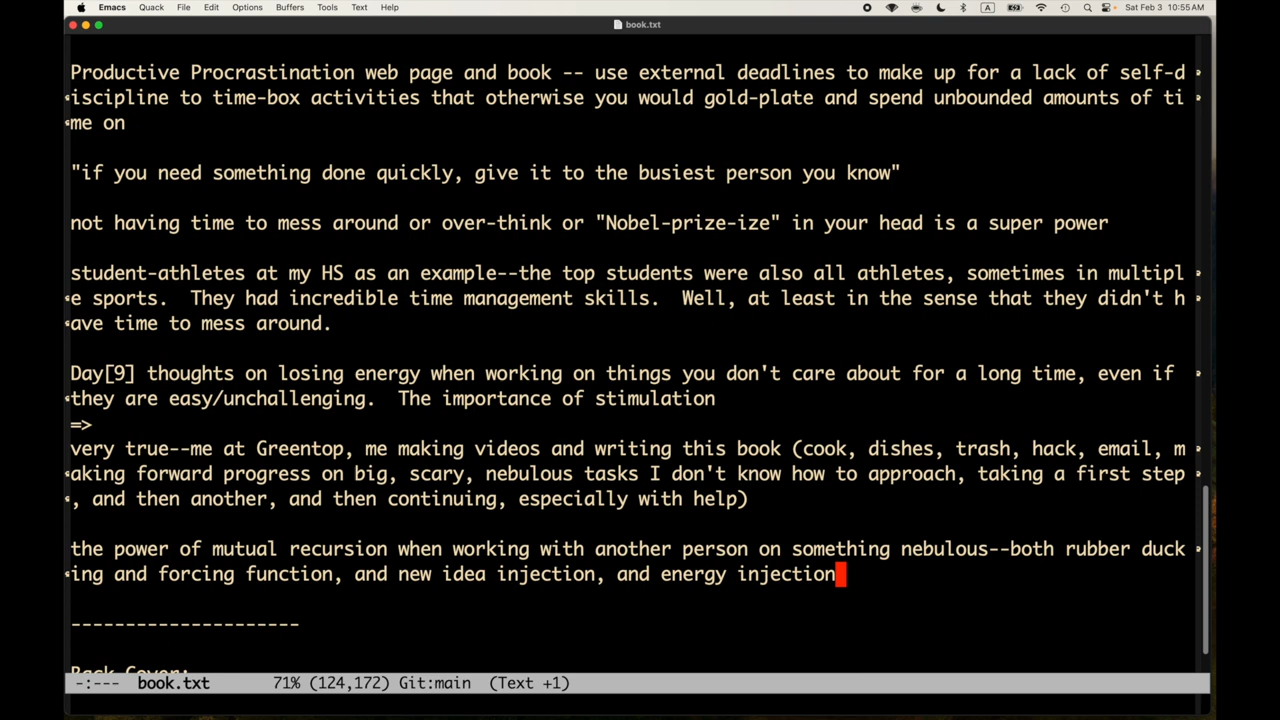 Emacs Quack File Edit Options Buffers Tools Text Help A Sat Feb 3 10:55AM
book.txt
Productive Procrastination web page and book -- use external deadlines to make up for a lack of self-d
iscipline to time-box activities that otherwise you would gold-plate and spend unbounded amounts of ti
me on
"if you need something done quickly, give it to the busiest person you know"
not having time to mess around or over-think or "Nobel-prize-ize" in your head is a super power
student-athletes at my HS as an example--the top students were also all athletes, sometimes in multipl
e sports.  They had incredible time management skills.  Well, at least in the sense that they didn't h
ave time to mess around.
Day[9] thoughts on losing energy when working on things you don't care about for a long time, even if
they are easy/unchallenging.  The importance of stimulation
=>
very true--me at Greentop, me making videos and writing this book (cook, dishes, trash, hack, email, m
aking forward progress on big, scary, nebulous tasks I don't know how to approach, taking a first step
, and then another, and then continuing, especially with help)
the power of mutual recursion when working with another person on something nebulous--both rubber duck
ing and forcing function, and new idea injection, and energy injection
---------------------
Back Cover:
-:--- book.txt 71% (124,172) Git:main (Text +1)